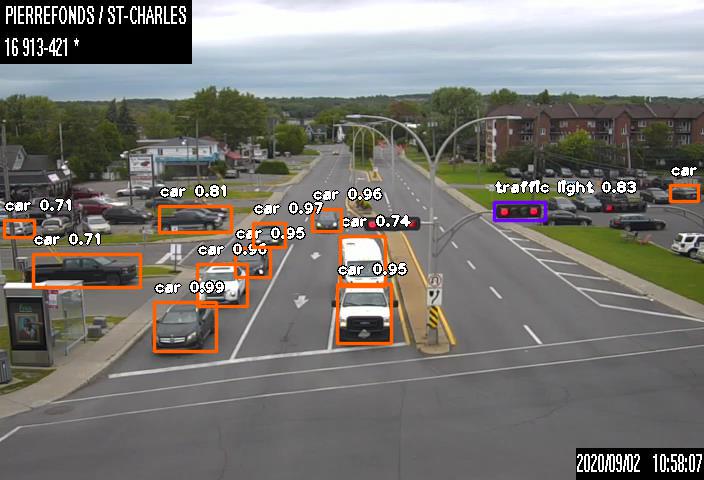 PIERREFONDS / ST-CHARLES
16 913-421 *
car
traffic light 0.83
car 0.81
car 0.96
car 0.71
car 0.97
car 0.74
car 0.95
car 0.71
car 0.96
car 0.95
car 0.99
2020/09/02 10:58:07